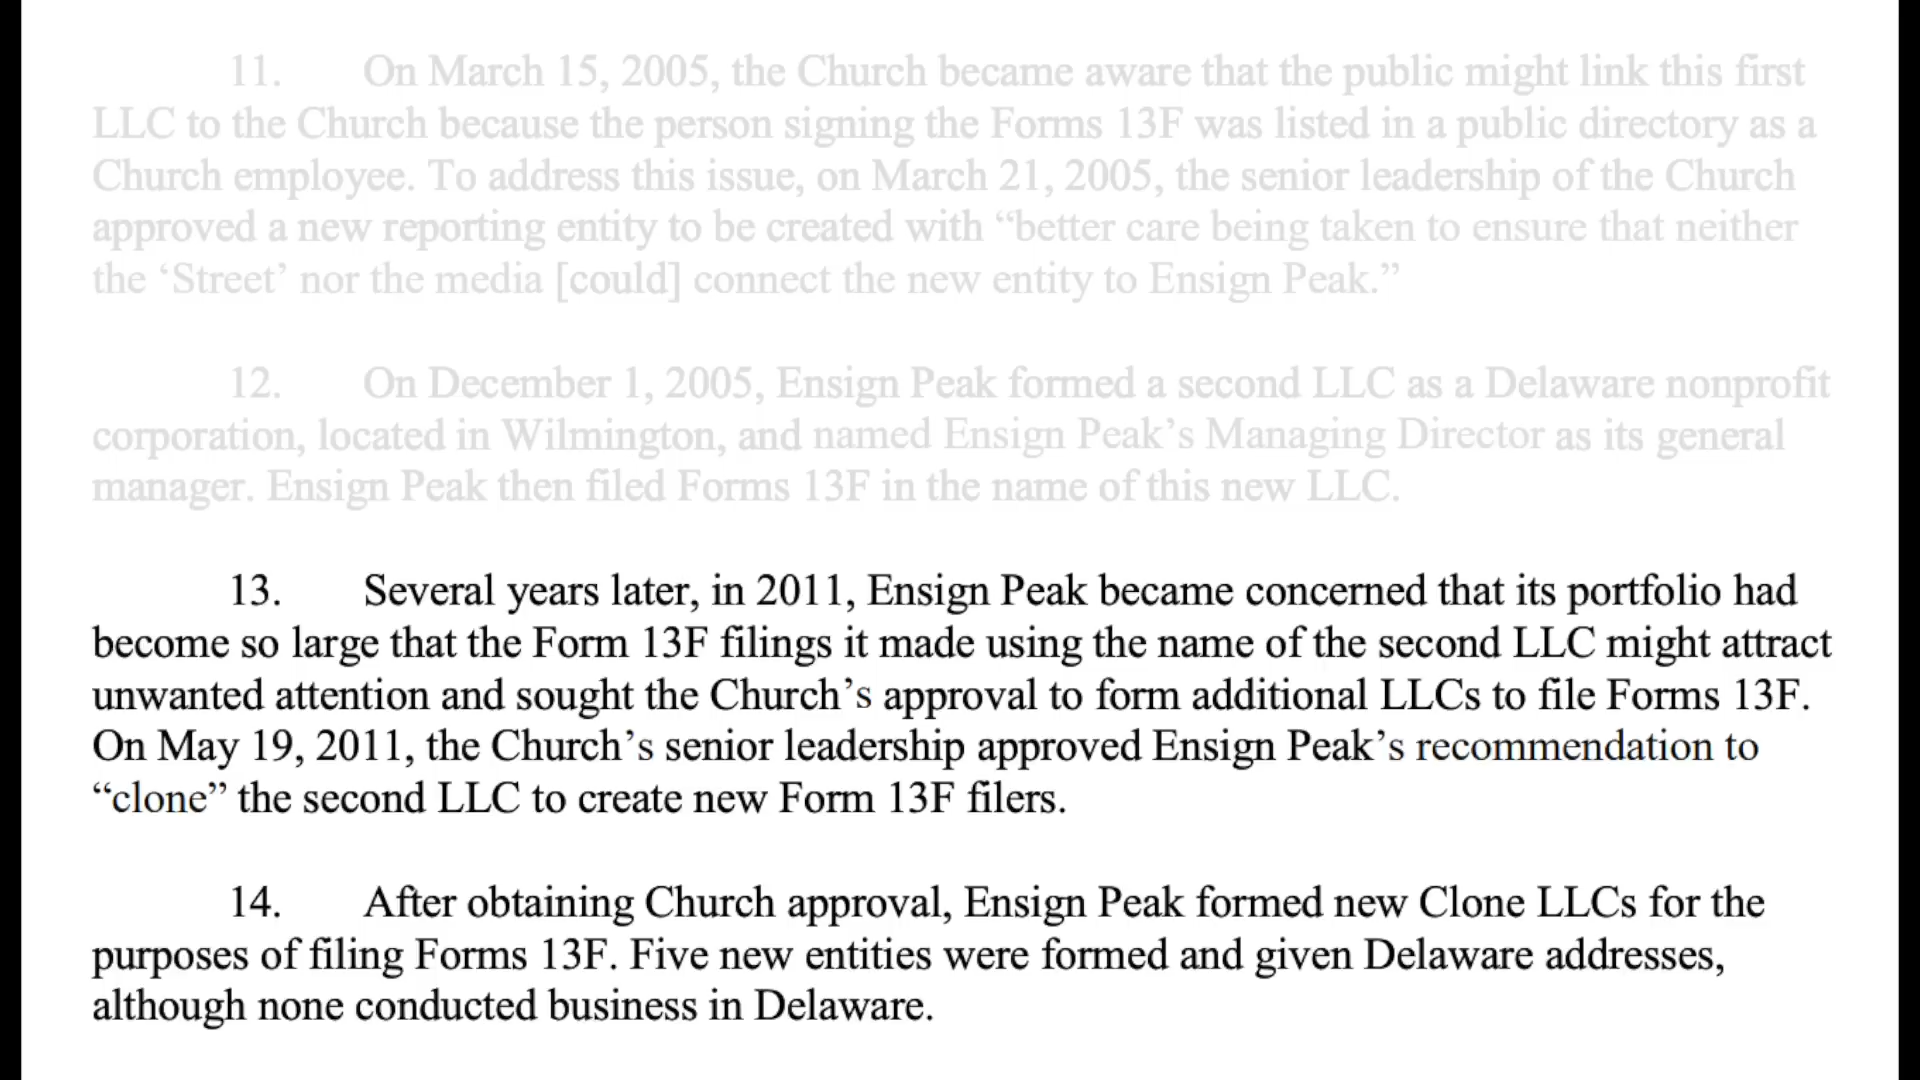 11. On March 15, 2005, the Church became aware that the public might link this first
LLC to the Church because the person signing the Forms 13F was listed in a public directory as a
Church employee. To address this issue, on March 21, 2005, the senior leadership of the Church
approved a new reporting entity to be created with “better care being taken to ensure that neither
the ‘Street’ nor the media [could] connect the new entity to Ensign Peak.”
12. On December 1, 2005, Ensign Peak formed a second LLC as a Delaware nonprofit
corporation, located in Wilmington, and named Ensign Peak’s Managing Director as its general
manager. Ensign Peak then filed Forms 13F in the name of this new LLC.
13. Several years later, in 2011, Ensign Peak became concerned that its portfolio had
become so large that the Form 13F filings it made using the name of the second LLC might attract
unwanted attention and sought the Church’s approval to form additional LLCs to file Forms 13F.
On May 19, 2011, the Church’s senior leadership approved Ensign Peak’s recommendation to
“clone” the second LLC to create new Form 13F filers.
14. After obtaining Church approval, Ensign Peak formed new Clone LLCs for the
purposes of filing Forms 13F. Five new entities were formed and given Delaware addresses,
although none conducted business in Delaware.